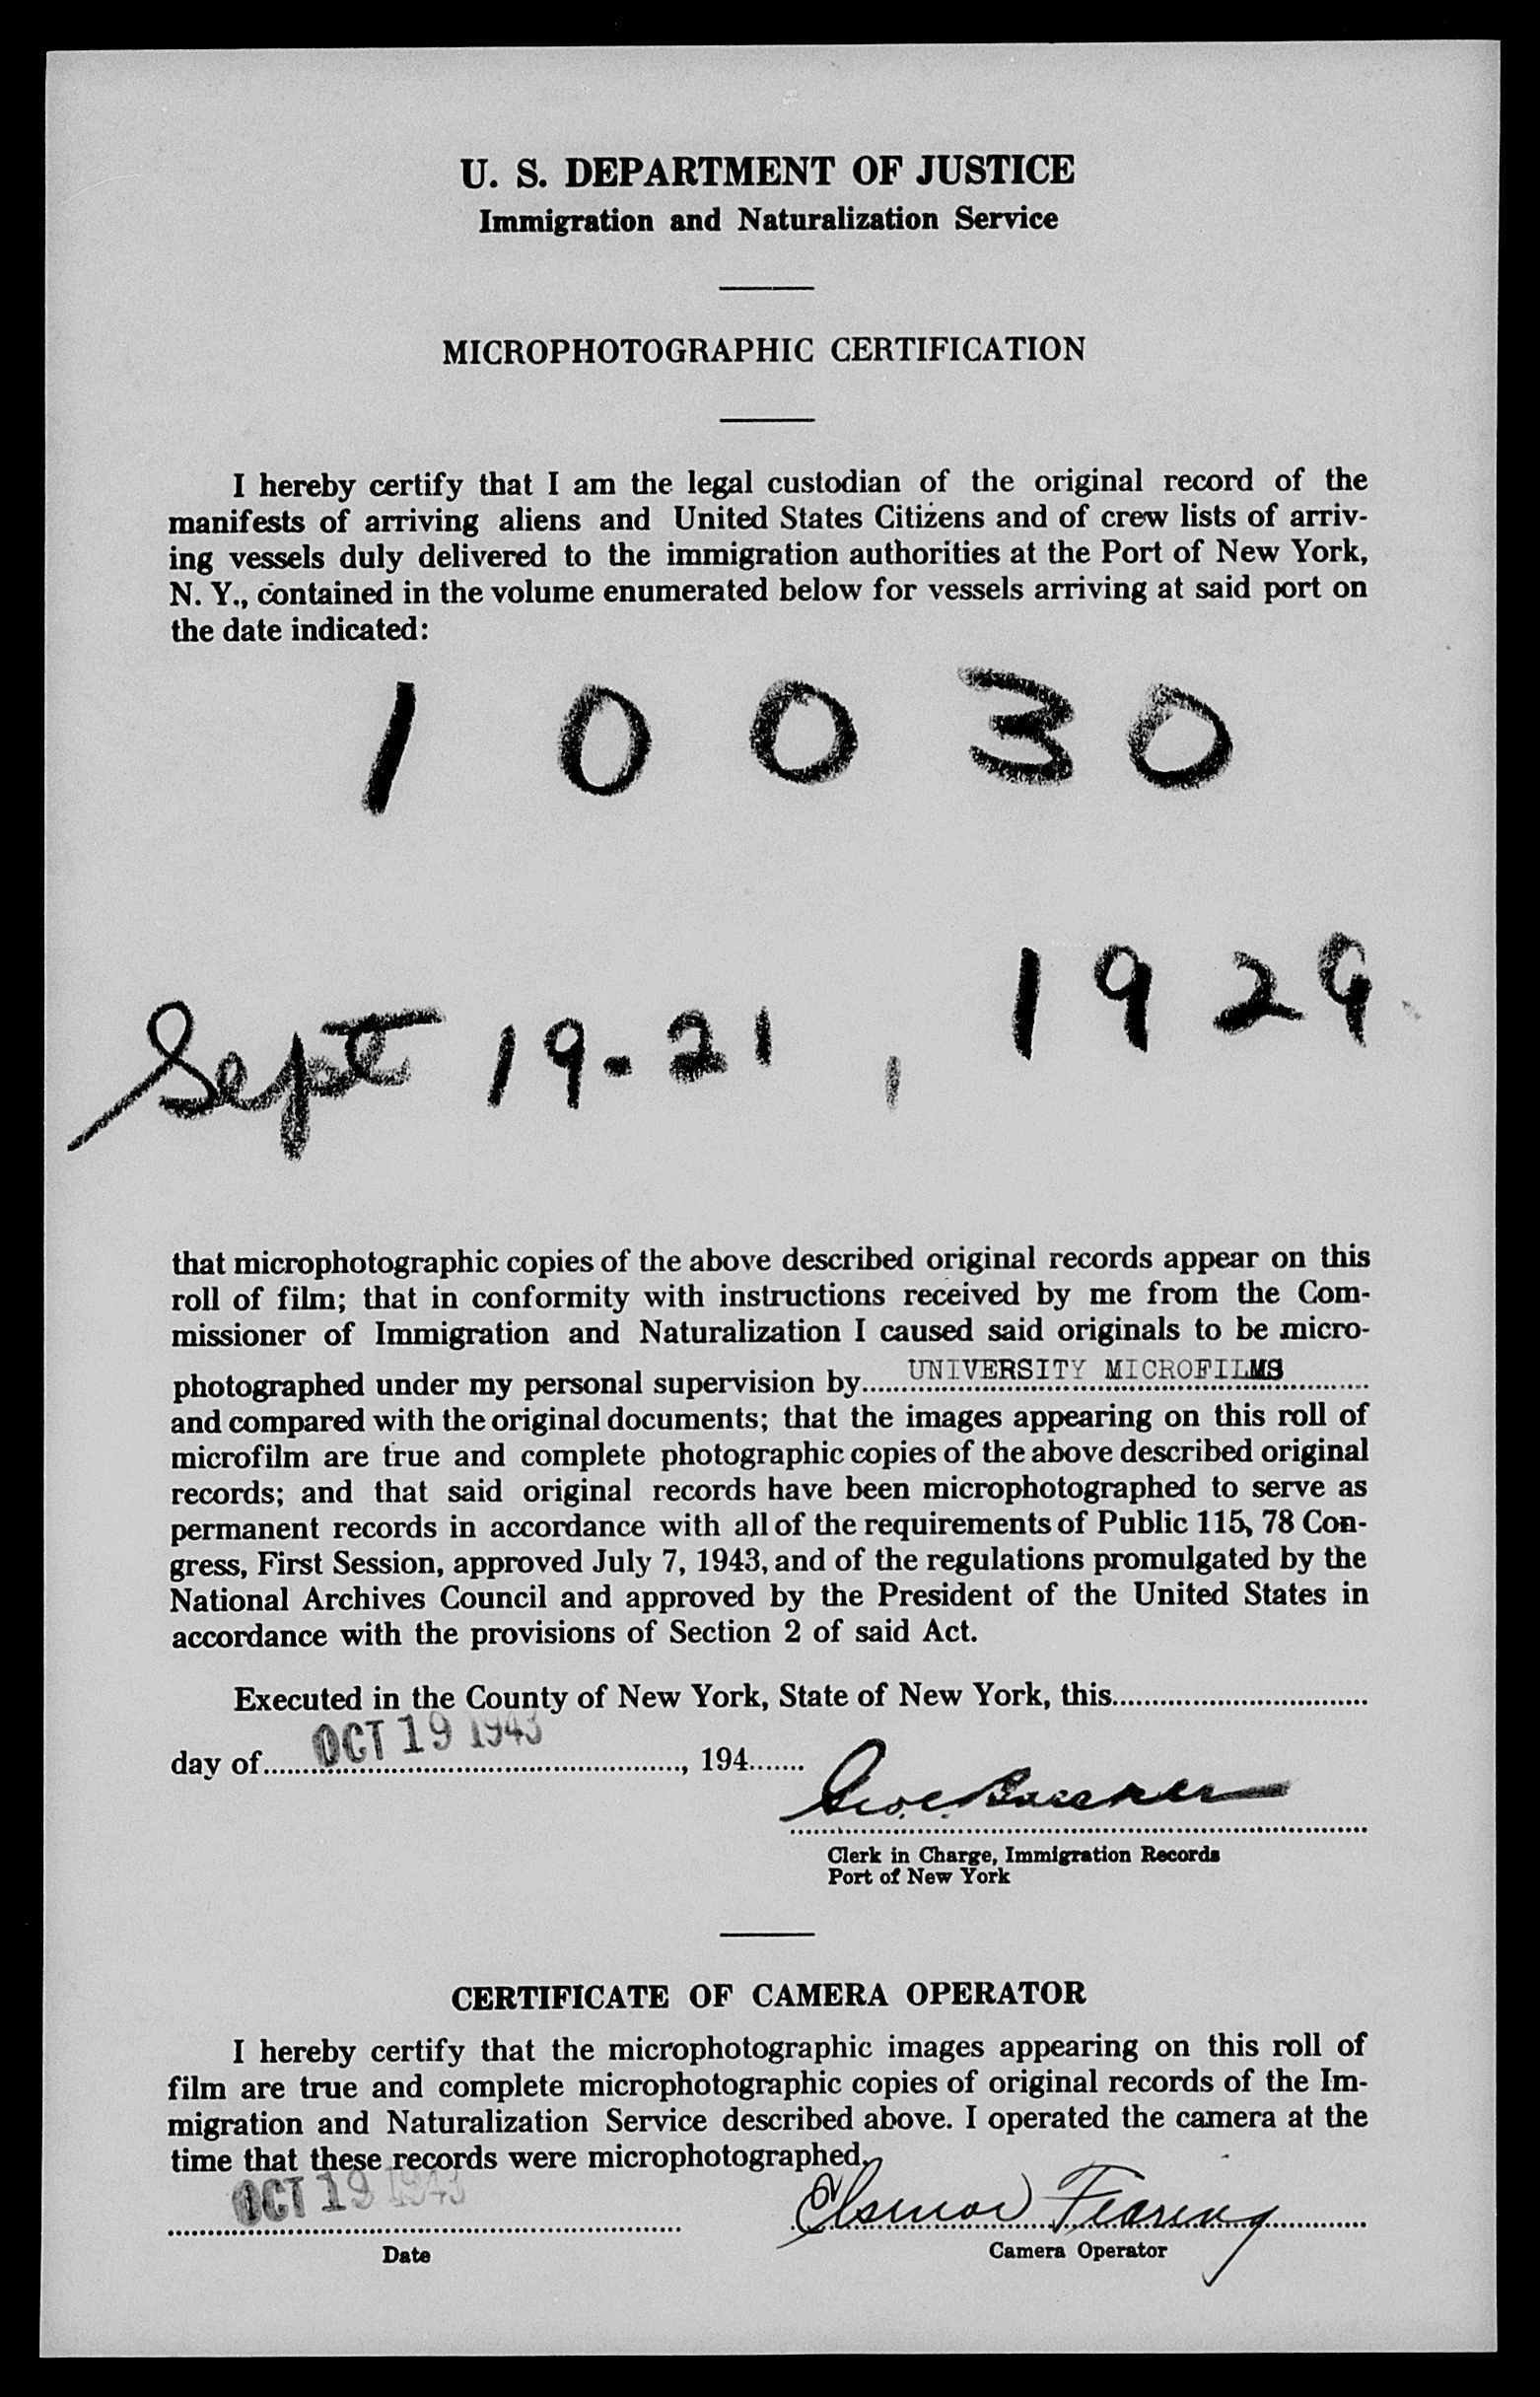 U. S. DEPARTMENT OF JUSTICE
Immigration and Naturalization Service
MICROPHOTOGRAPHIC CERTIFICATION
I hereby certify that I am the legal custodian of the original record of the
manifests of arriving aliens and United States Citizens and of crew lists of arriv-
ing vessels duly delivered to the immigration authorities at the Port of New York,
N. Y., contained in the volume enumerated below for vessels arriving at said port on
the date indicated:
1 0 0 3 0
Sept 19-21, 1929
that microphotographic copies of the above described original records appear on this
roll of film; that in conformity with instructions received by me from the Com-
missioner of Immigration and Naturalization I caused said originals to be micro-
photographed under my personal supervision by UNIVERSITY MICROFILMS
and compared with the original documents; that the images appearing on this roll of
microfilm are true and complete photographic copies of the above described original
records; and that said original records have been microphotographed to serve as
permanent records in accordance with all of the requirements of Public 115, 78 Con-
gress, First Session, approved July 7, 1943, and of the regulations promulgated by the
National Archives Council and approved by the President of the United States in
accordance with the provisions of Section 2 of said Act.
Executed in the County of New York, State of New York, this
day of OCT 19 1943, 194
Clerk in Charge, Immigration Records
Port of New York
CERTIFICATE OF CAMERA OPERATOR
I hereby certify that the microphotographic images appearing on this roll of
film are true and complete microphotographic copies of original records of the Im-
migration and Naturalization Service described above. I operated the camera at the
time that these records were microphotographed.
OCT 19 1943 Fearing
Date
Camera Operator